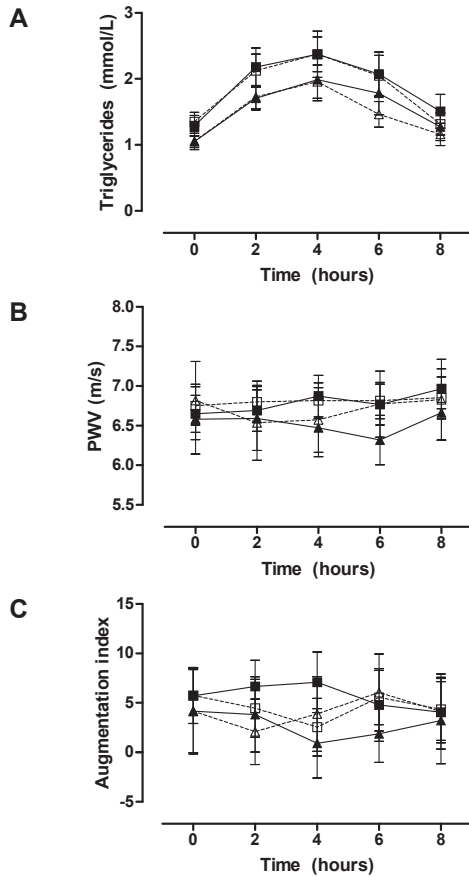 A
Triglycerides (mmol/L)
3
2
1
0
0 2 4 6 8
Time (hours)
B
PWV (m/s)
8.0
7.5
7.0
6.5
6.0
5.5
0 2 4 6 8
Time (hours)
C
Augmentation index
15
10
5
0
-5
0 2 4 6 8
Time (hours)